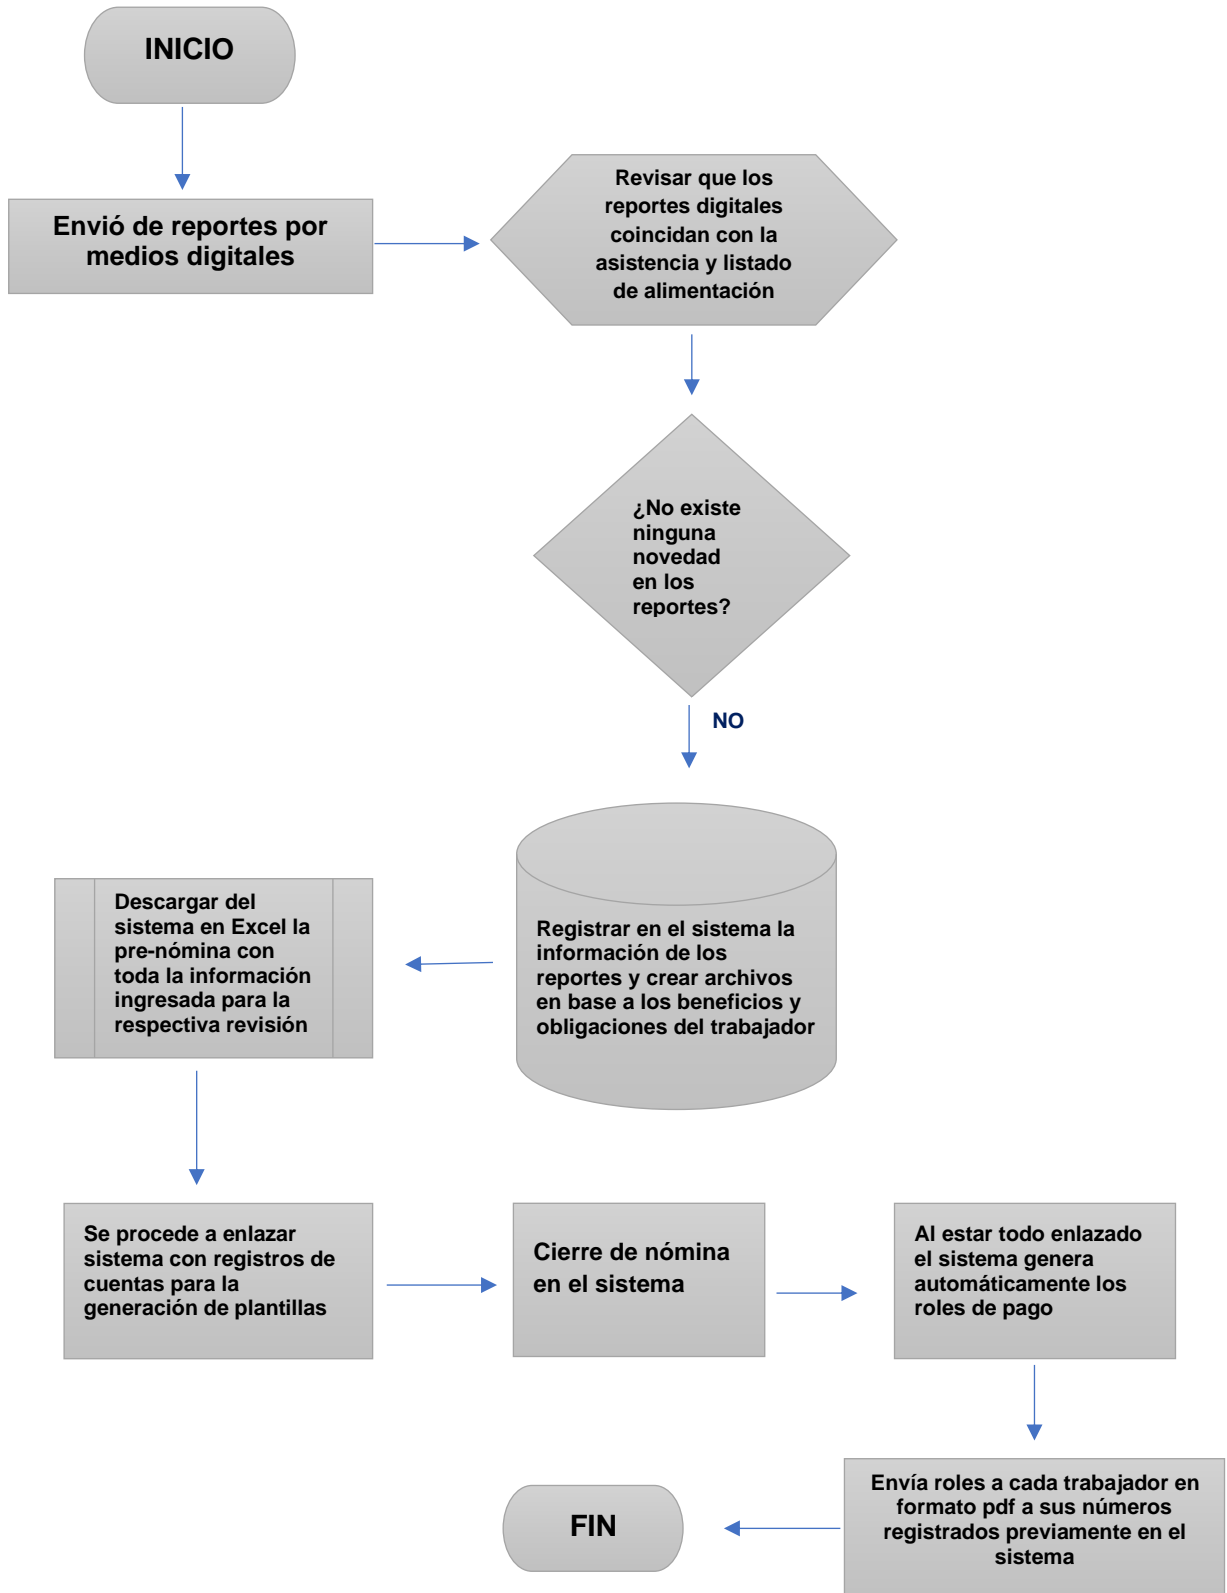 INICIO
Envió de reportes por
medios digitales
Revisar que los
reportes digitales
coincidan con la
asistencia y listado
de alimentación
¿No existe
ninguna
novedad
en los
reportes?
NO
Registrar en el sistema la
información de los
reportes y crear archivos
en base a los beneficios y
obligaciones del trabajador
Descargar del
sistema en Excel la
pre-nómina con
toda la información
ingresada para la
respectiva revisión
Se procede a enlazar
sistema con registros de
cuentas para la
generación de plantillas
Cierre de nómina
en el sistema
Al estar todo enlazado
el sistema genera
automáticamente los
roles de pago
Envía roles a cada trabajador en
formato pdf a sus números
registrados previamente en el
sistema
FIN